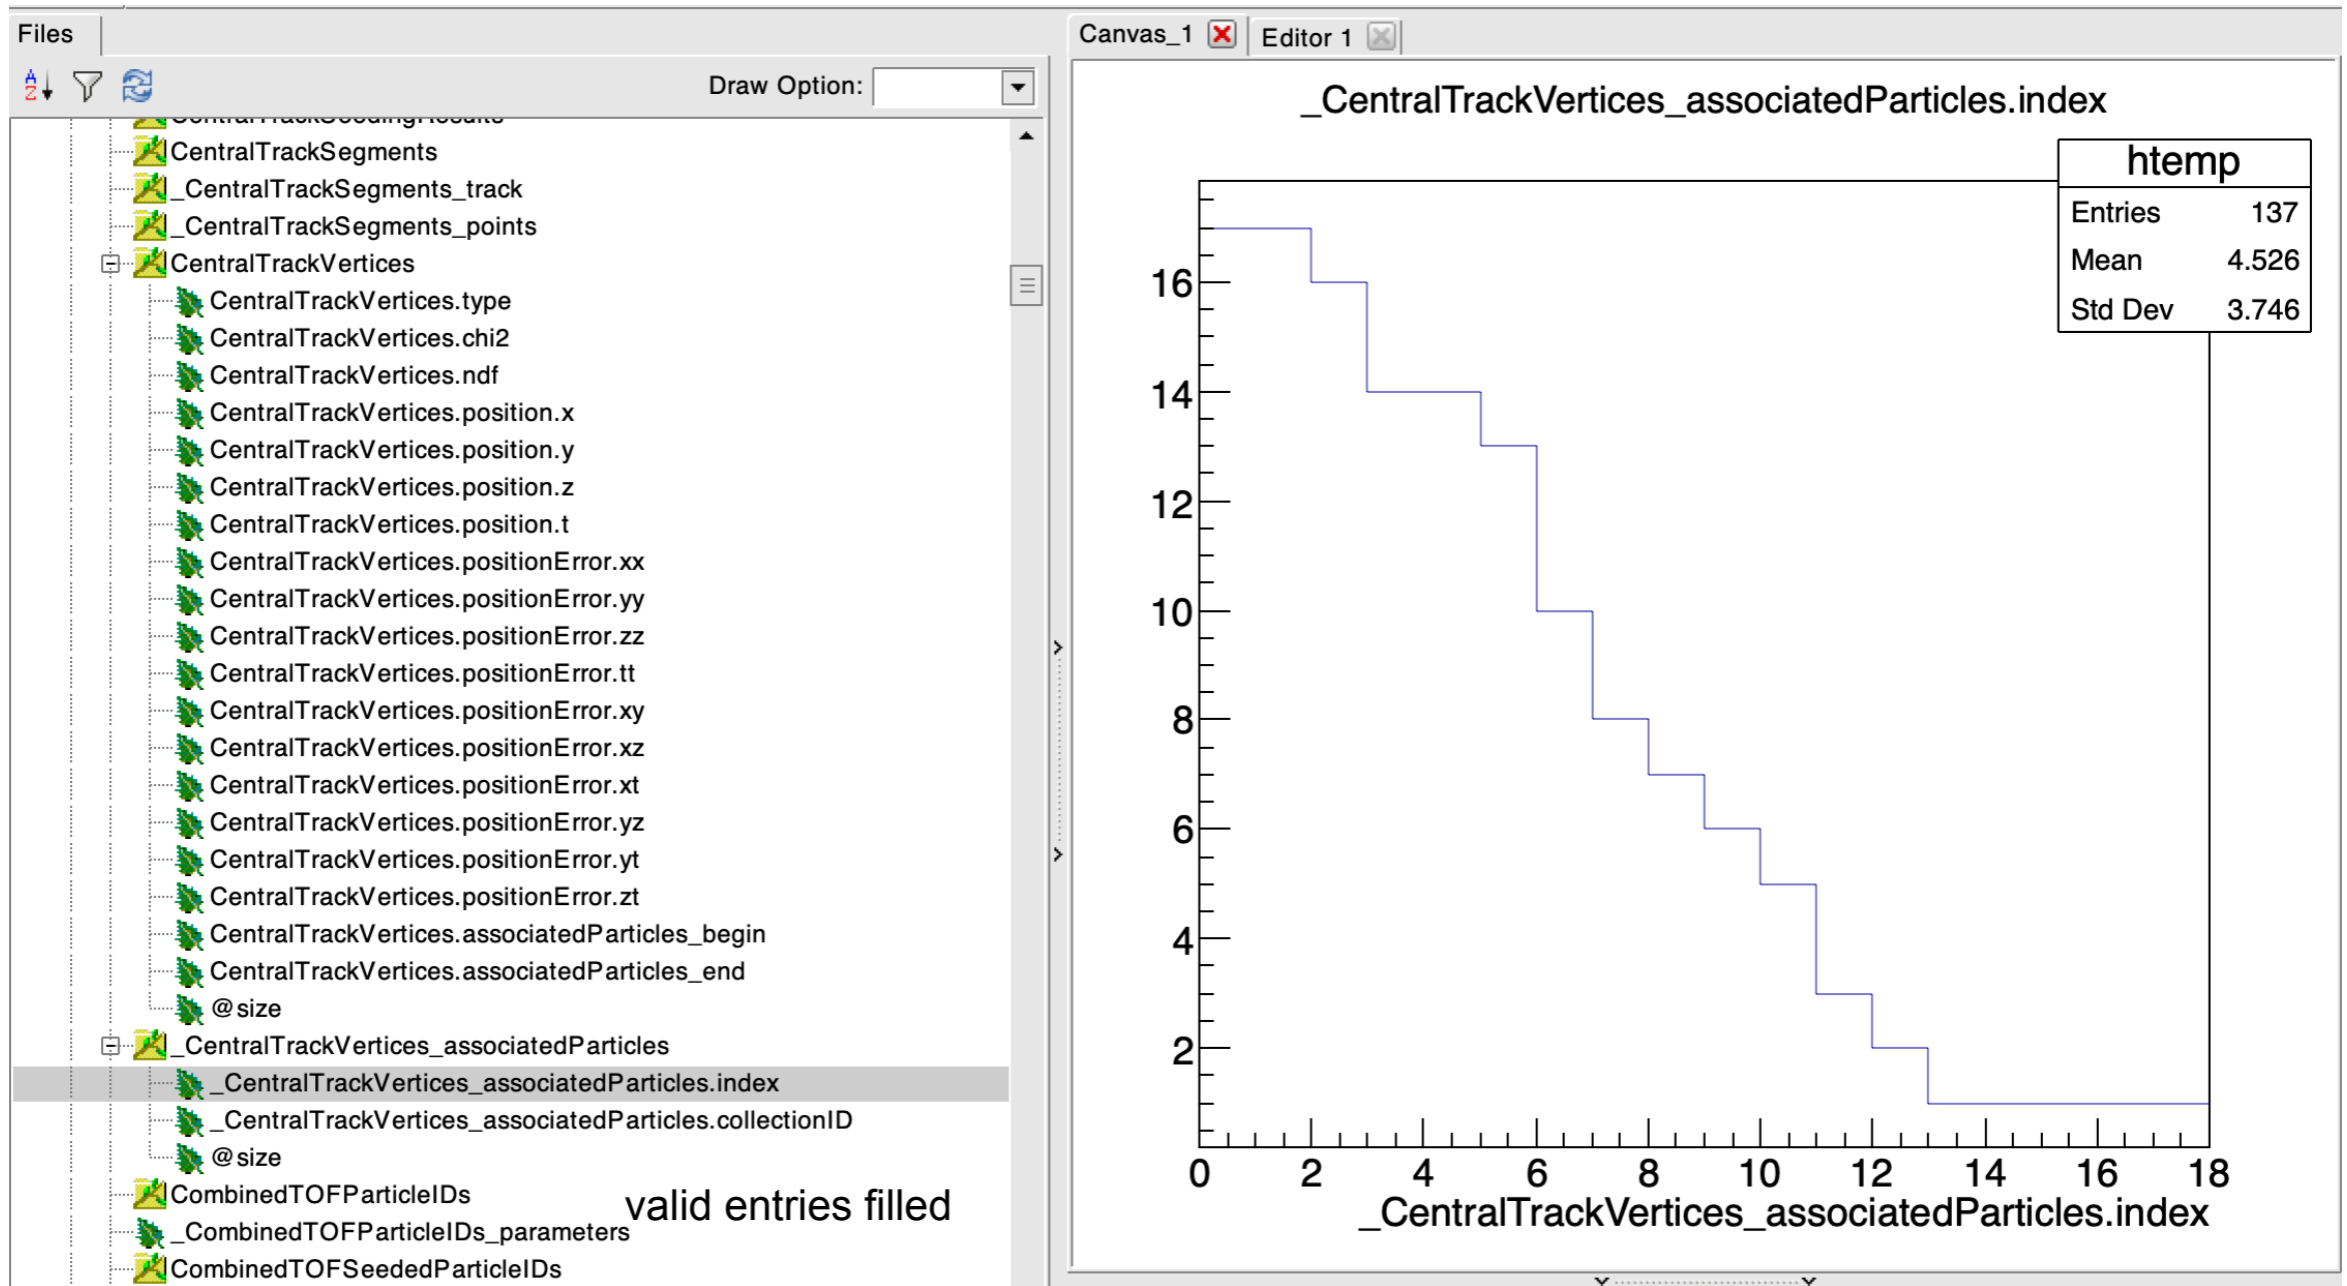 Files
Draw Option:
CentralTrackSeedingResults
CentralTrackSegments
_CentralTrackSegments_track
_CentralTrackSegments_points
CentralTrackVertices
CentralTrackVertices.type
CentralTrackVertices.chi2
CentralTrackVertices.ndf
CentralTrackVertices.position.x
CentralTrackVertices.position.y
CentralTrackVertices.position.z
CentralTrackVertices.position.t
CentralTrackVertices.positionError.xx
CentralTrackVertices.positionError.yy
CentralTrackVertices.positionError.zz
CentralTrackVertices.positionError.tt
CentralTrackVertices.positionError.xy
CentralTrackVertices.positionError.xz
CentralTrackVertices.positionError.xt
CentralTrackVertices.positionError.yz
CentralTrackVertices.positionError.yt
CentralTrackVertices.positionError.zt
CentralTrackVertices.associatedParticles_begin
CentralTrackVertices.associatedParticles_end
@size
_CentralTrackVertices_associatedParticles
_CentralTrackVertices_associatedParticles.index
_CentralTrackVertices_associatedParticles.collectionID
@size
CombinedTOFParticleIDs
valid entries filled
_CombinedTOFParticleIDs_parameters
CombinedTOFSeededParticleIDs
Canvas_1 Editor 1
_CentralTrackVertices_associatedParticles.index
htemp
Entries 137
Mean 4.526
Std Dev 3.746
16
14
12
10
8
6
4
2
0 2 4 6 8 10 12 14 16 18
_CentralTrackVertices_associatedParticles.index